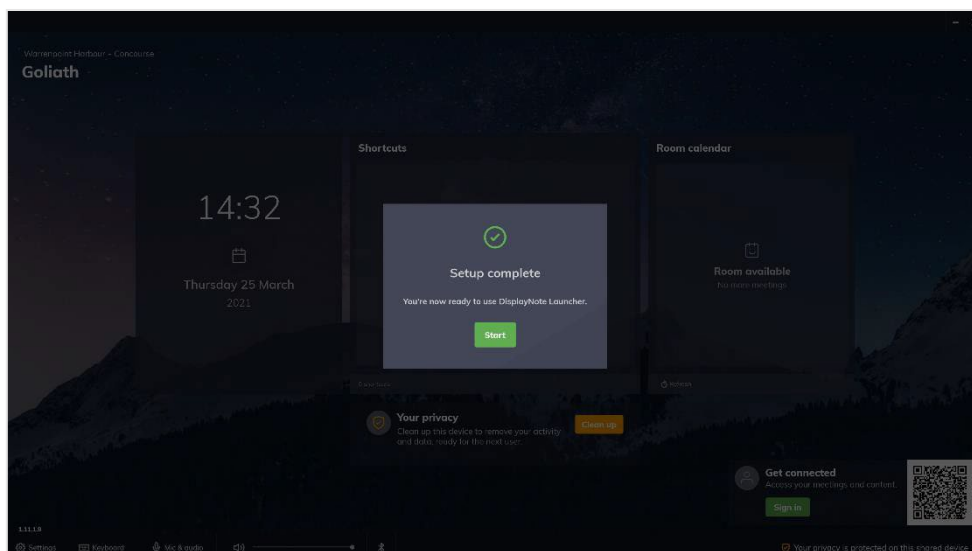 Warrenpoint Harbour - Concourse
Goliath
14:32
Thursday 25 March
2021
Shortcuts
Room calendar
Room available
No more meetings
Setup complete
You're now ready to use DisplayNote Launcher.
Start
Refresh
Your privacy
Clean up this device to remove your activity
and data, ready for the next user.
Clean up
Get connected
Access your meetings and content.
Sign in
1.11.1.0
Settings
Keyboard
Mic & audio
Your privacy is protected on this shared device